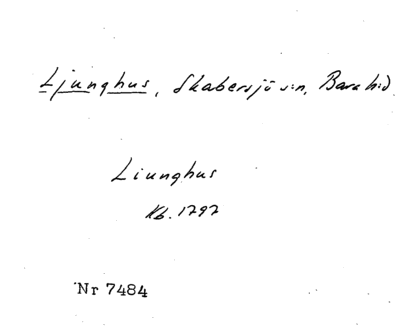 Ljunghus, Skabersjö s:n, Bara hd
Liunghus
Kb. 1797
Nr 7484